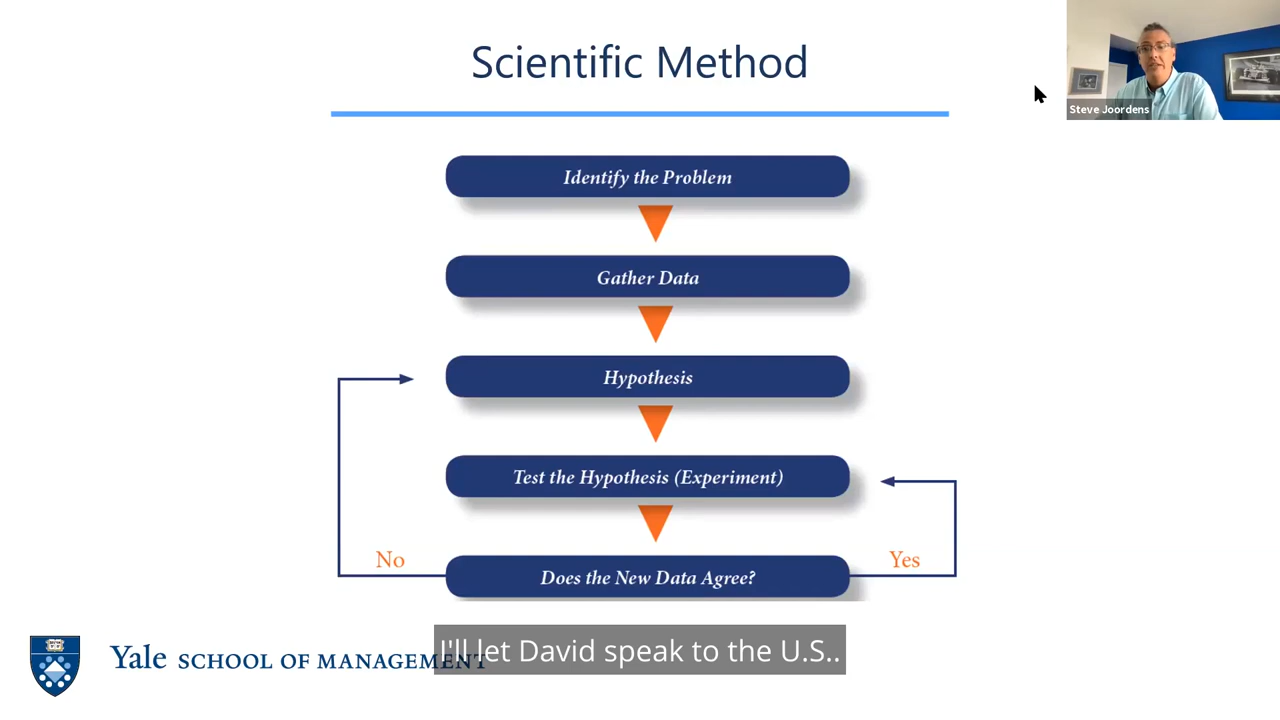 Scientific Method
Steve Joordens
Identify the Problem
Gather Data
Hypothesis
Test the Hypothesis (Experiment)
No
Yes
Does the New Data Agree?
Yale SCHOOL OF MANAGEMENT
I'll let David speak to the U.S..